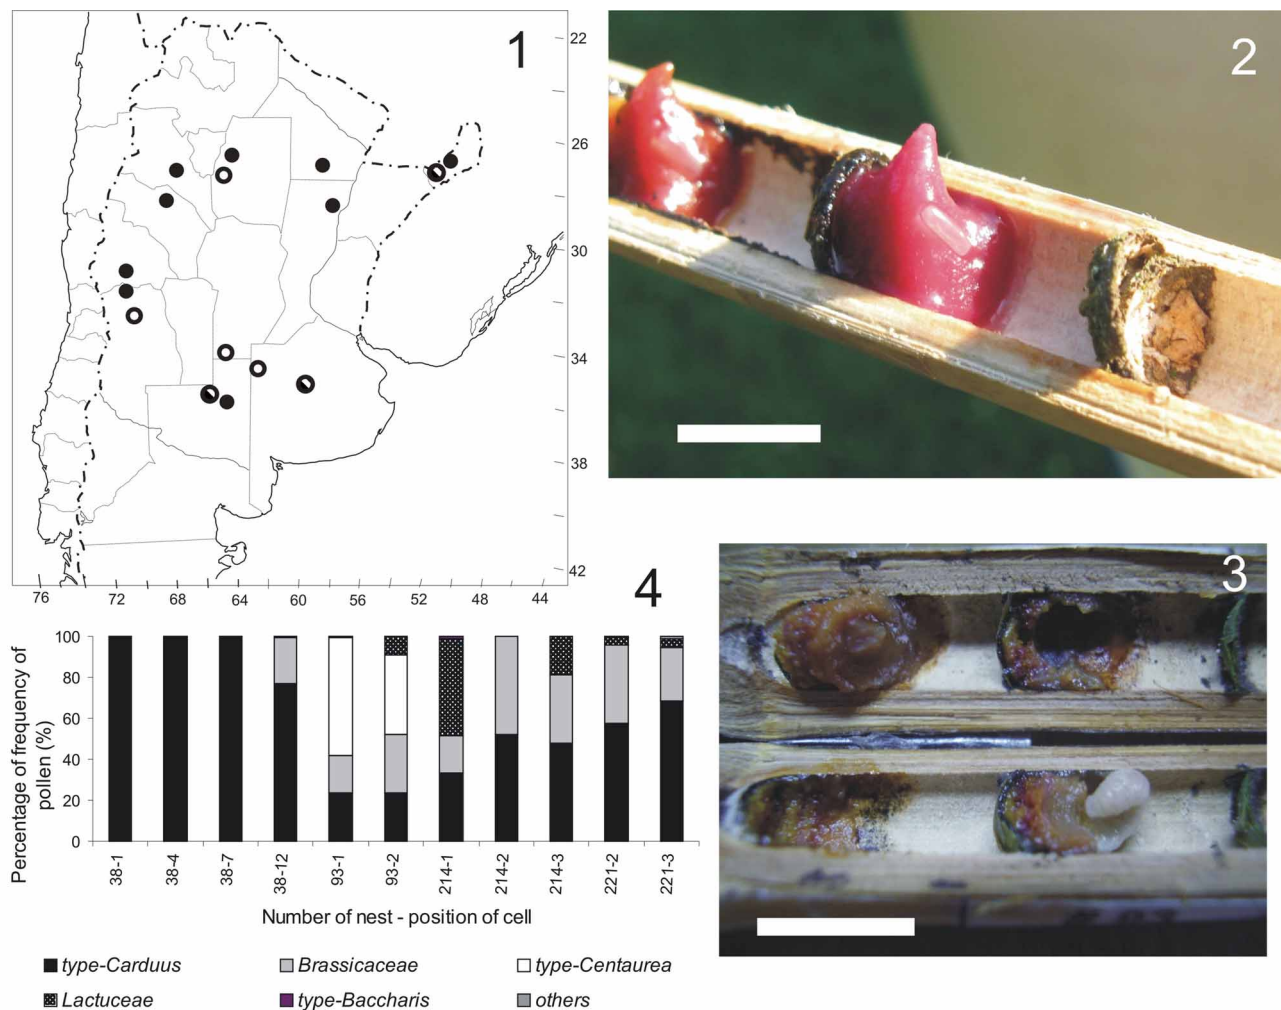 1
22
26
30
34
38
42
76 72 68 64 60 56 52 48 44
2
3
4
Percentage of frequency of
pollen (%)
100
80
60
40
20
0
38-1 38-4 38-7 38-12 93-1 93-2 214-1 214-2 214-3 221-2 221-3
Number of nest - position of cell
type-Carduus Brassicaceae type-Centaurea
Lactuceae type-Baccharis others